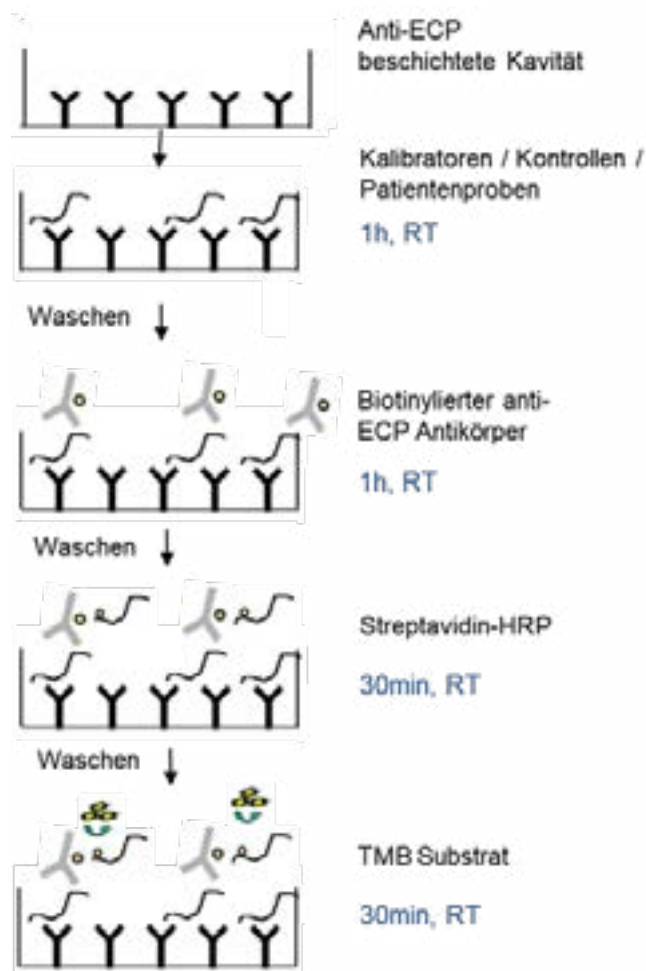 Anti-ECP
beschichtete Kavität
Kalibratoren / Kontrollen /
Patientenproben
1h, RT
Waschen
Biotinylierter anti-
ECP Antikörper
1h, RT
Waschen
Streptavidin-HRP
30min, RT
Waschen
TMB Substrat
30min, RT